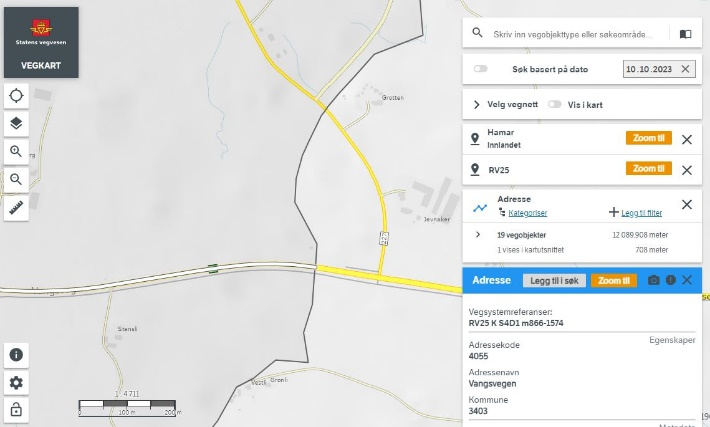 Statens vegvesen
VEGKART
Skriv inn vegobjekttype eller søkeområde...
Søk basert på dato
10.10.2023
Velg vegnett
Vis i kart
Hamar
Innlandet
Zoom til
RV25
Zoom til
Adresse
Kategoriser
Legg til filter
19 vegobjekter
12 089,908 meter
1 vises i kartutsnittet
708 meter
Adresse
Legg til i søk
Zoom til
Vegsystemreferanser:
RV25 K S4D1 m866-1574
Egenskaper
Adressekode
4055
Adressenavn
Vangsvegen
Kommune
3403
Metadata
Grotten
Jevnaker
Stensli
Vestli
Grønli
1:4.711
0
100 m
200 m